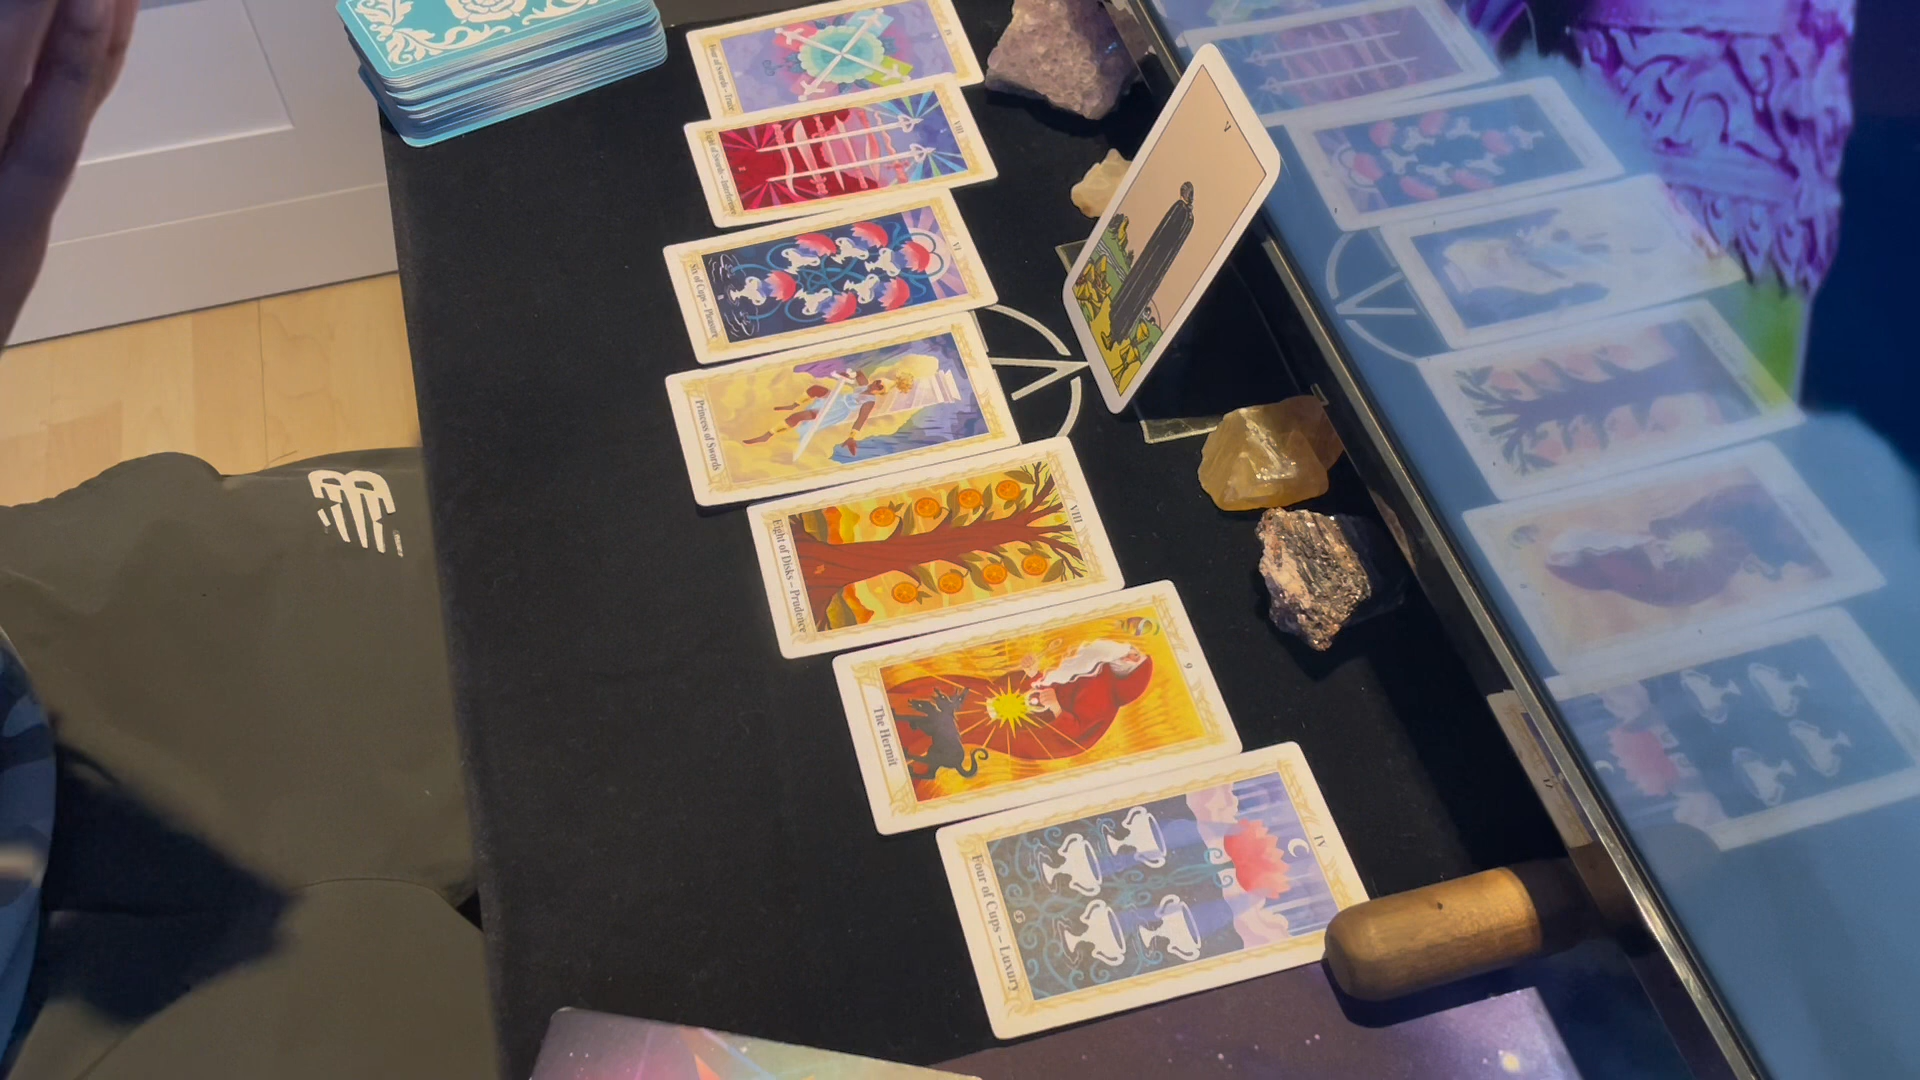 IV
Four of Swords – Truce
VIII
Eight of Swords – Interference
VI
Six of Cups – Pleasure
Princess of Swords
VIII
Eight of Disks – Prudence
9
The Hermit
IV
Four of Cups – Luxury
V